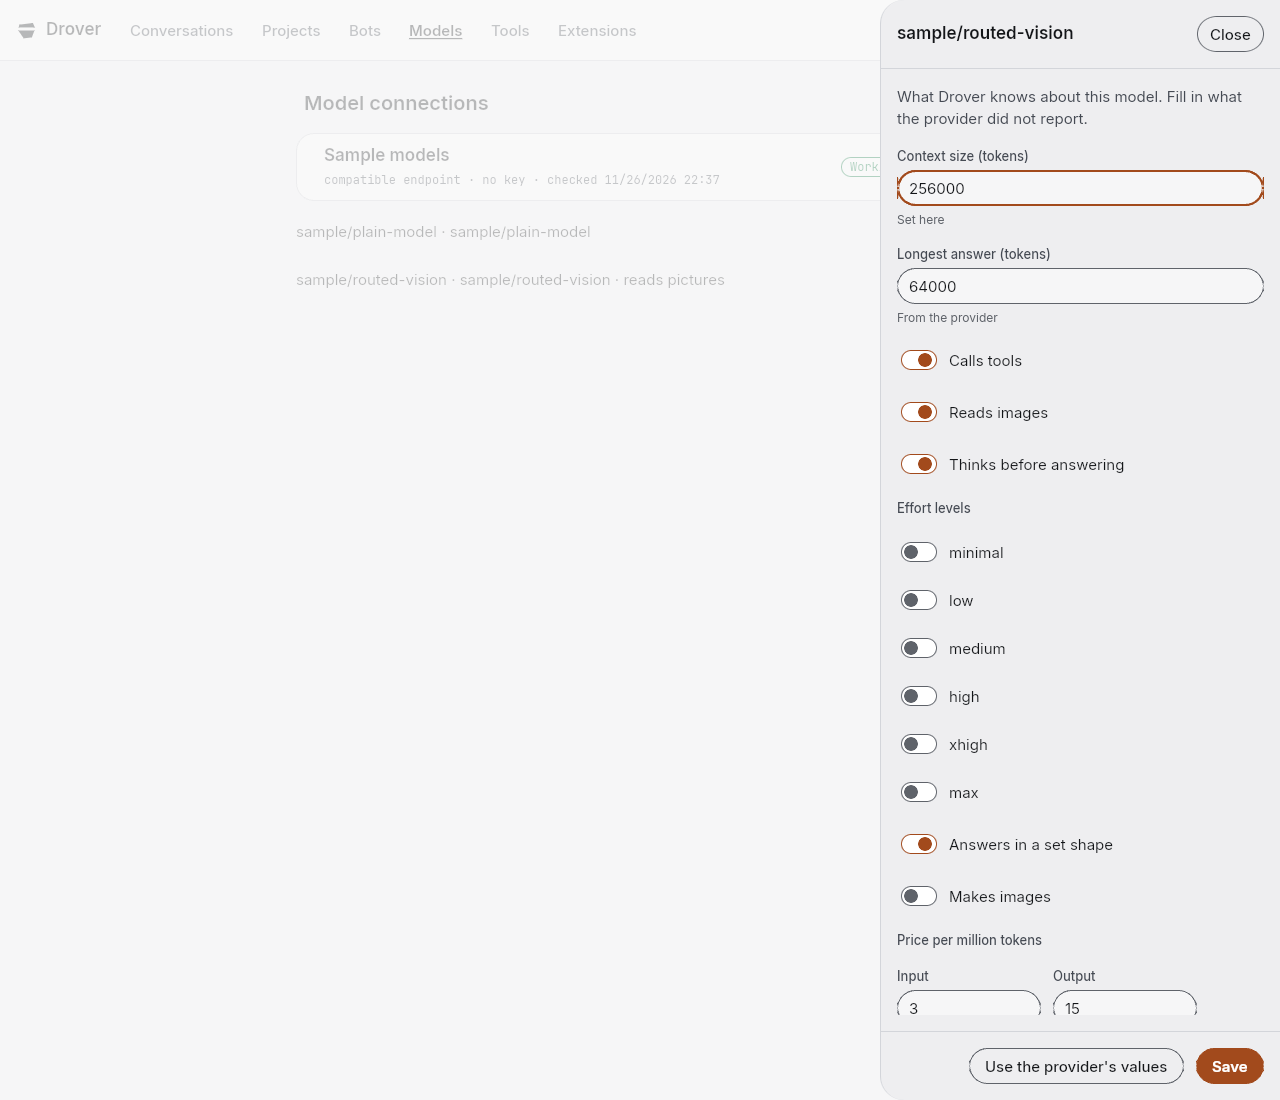 Drover
Conversations
Projects
Bots
Models
Tools
Extensions
Model connections
Sample models
compatible endpoint · no key · checked 11/26/2026 22:37
Work
sample/plain-model · sample/plain-model
sample/routed-vision · sample/routed-vision · reads pictures
sample/routed-vision
Close
What Drover knows about this model. Fill in what
the provider did not report.
Context size (tokens)
256000
Set here
Longest answer (tokens)
64000
From the provider
Calls tools
Reads images
Thinks before answering
Effort levels
minimal
low
medium
high
xhigh
max
Answers in a set shape
Makes images
Price per million tokens
Input
Output
3
15
Use the provider's values
Save